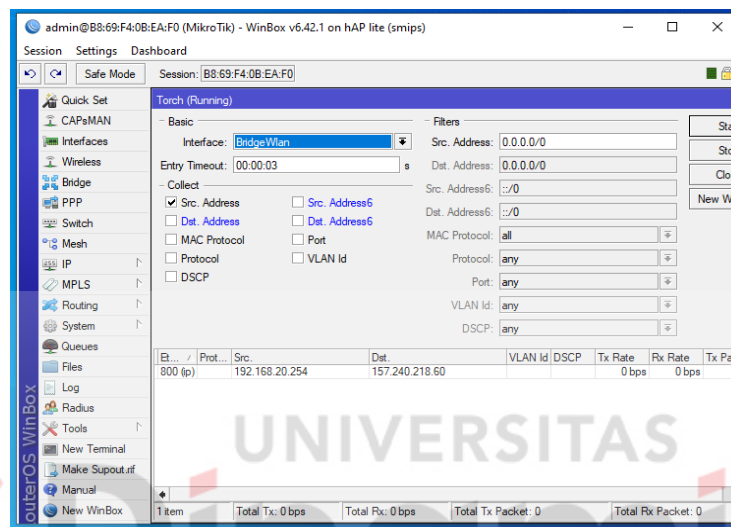 admin@B8:69:F4:0B:EA:F0 (MikroTik) - WinBox v6.42.1 on hAP lite (smips)
Session Settings Dashboard
Safe Mode Session: B8:69:F4:0B:EA:F0
Quick Set
CAPsMAN
Interfaces
Wireless
Bridge
PPP
Switch
Mesh
IP
MPLS
Routing
System
Queues
Files
Log
Radius
Tools
New Terminal
Make Supout.rif
Manual
New WinBox
outerOS WinBox
Torch (Running)
Basic
Interface: BridgeWlan
Entry Timeout: 00:00:03 s
Collect
Src. Address Src. Address6
Dst. Address Dst. Address6
MAC Protocol Port
Protocol VLAN Id
DSCP
Filters
Src. Address: 0.0.0.0/0
Dst. Address: 0.0.0.0/0
Src. Address6: ::/0
Dst. Address6: ::/0
MAC Protocol: all
Protocol: any
Port: any
VLAN Id: any
DSCP: any
Sta
Sto
Clo
New W
Et... Prot... Src. Dst. VLAN Id DSCP Tx Rate Rx Rate Tx Pa
800 (ip) 192.168.20.254 157.240.218.60 0 bps 0 bps
1 item Total Tx: 0 bps Total Rx: 0 bps Total Tx Packet: 0 Total Rx Packet: 0
UNIVERSITAS